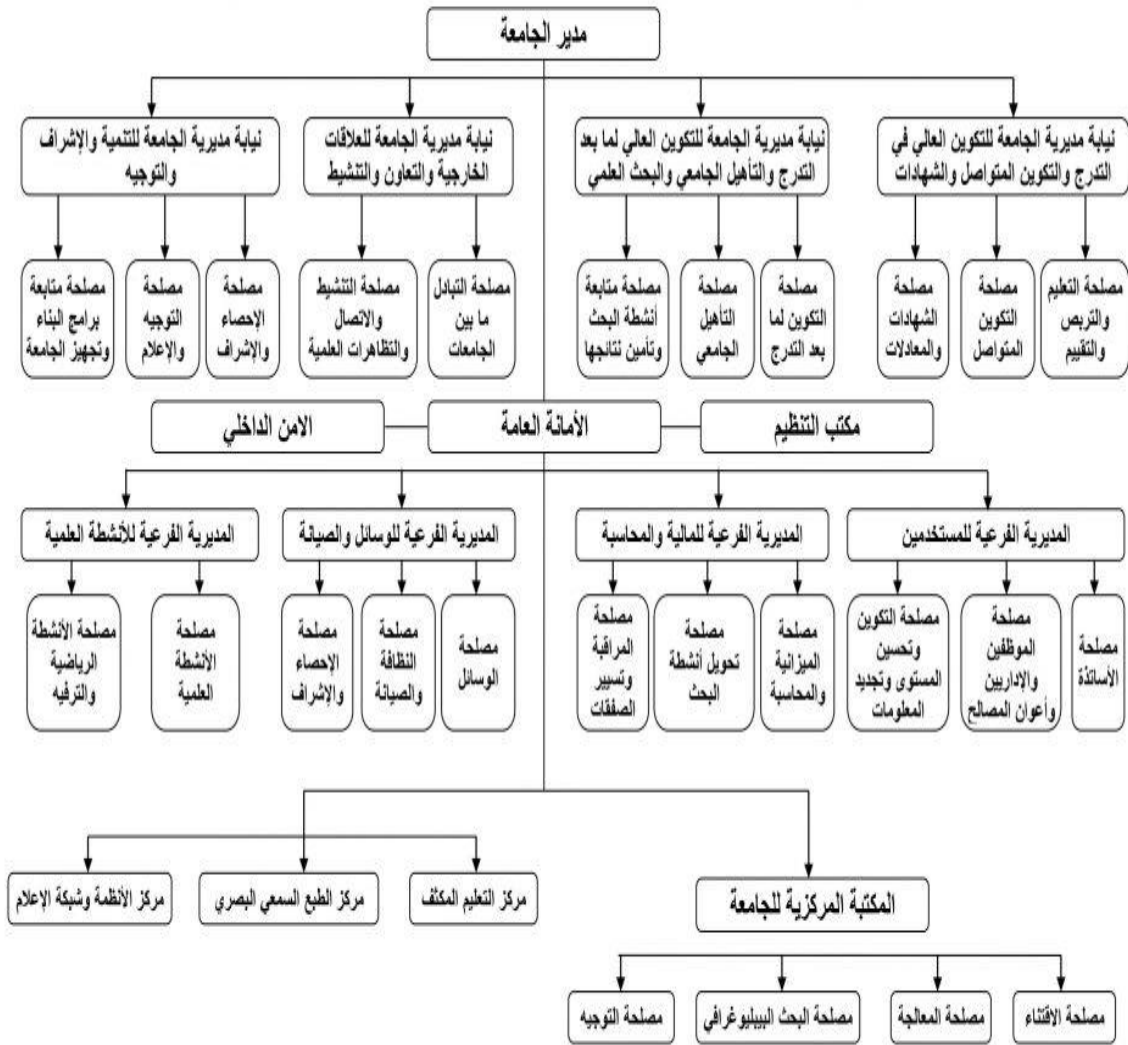 مدير الجامعة
نيابة مديرية الجامعة للتكوين العالي في
التدرج والتكوين المتواصل والشهادات
نيابة مديرية الجامعة للتكوين العالي لما بعد
التدرج والتأهيل الجامعي والبحث العلمي
نيابة مديرية الجامعة للعلاقات
الخارجية والتعاون والتنشيط
نيابة مديرية الجامعة للتنمية والإشراف
والتوجيه
مصلحة التعليم
والتربص
والتقييم
مصلحة
التكوين
المتواصل
مصلحة
الشهادات
والمعادلات
مصلحة
التكوين لما
بعد التدرج
مصلحة
التأهيل
الجامعي
مصلحة متابعة
أنشطة البحث
وتأمين نتائجها
مصلحة التبادل
ما بين
الجامعات
مصلحة التنشيط
والاتصال
والتظاهرات العلمية
مصلحة
الإحصاء
والإشراف
مصلحة
التوجيه
والإعلام
مصلحة متابعة
برامج البناء
وتجهيز الجامعة
مكتب التنظيم
الأمانة العامة
الامن الداخلي
المديرية الفرعية للمستخدمين
المديرية الفرعية للمالية والمحاسبة
المديرية الفرعية للوسائل والصيانة
المديرية الفرعية للأنشطة العلمية
مصلحة
الأساتذة
مصلحة
الموظفين
والإداريين
وأعوان المصالح
مصلحة التكوين
وتحسين
المستوى وتجديد
المعلومات
مصلحة
الميزانية
والمحاسبة
مصلحة
تحويل أنشطة
البحث
مصلحة
المراقبة
وتسيير
الصفقات
مصلحة
الوسائل
مصلحة
النظافة
والصيانة
مصلحة
الإحصاء
والإشراف
مصلحة
الأنشطة
العلمية
مصلحة الأنشطة
الرياضية
والترفيه
المكتبة المركزية للجامعة
مركز التعليم المكثف
مركز الطبع السمعي البصري
مركز الأنظمة وشبكة الإعلام
مصلحة الاقتناء
مصلحة المعالجة
مصلحة البحث البيبليوغرافي
مصلحة التوجيه